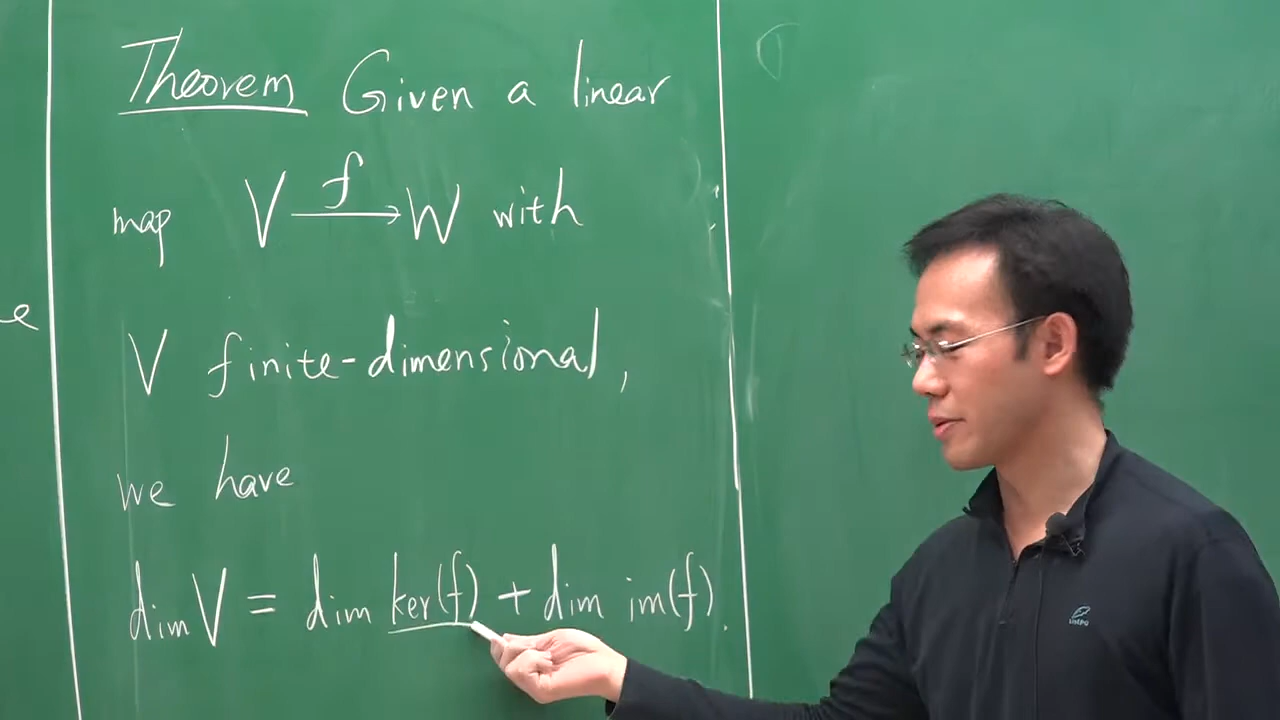 Theorem Given a linear
map V f→ W with
V finite-dimensional,
we have
dim V = dim ker(f) + dim im(f).
e